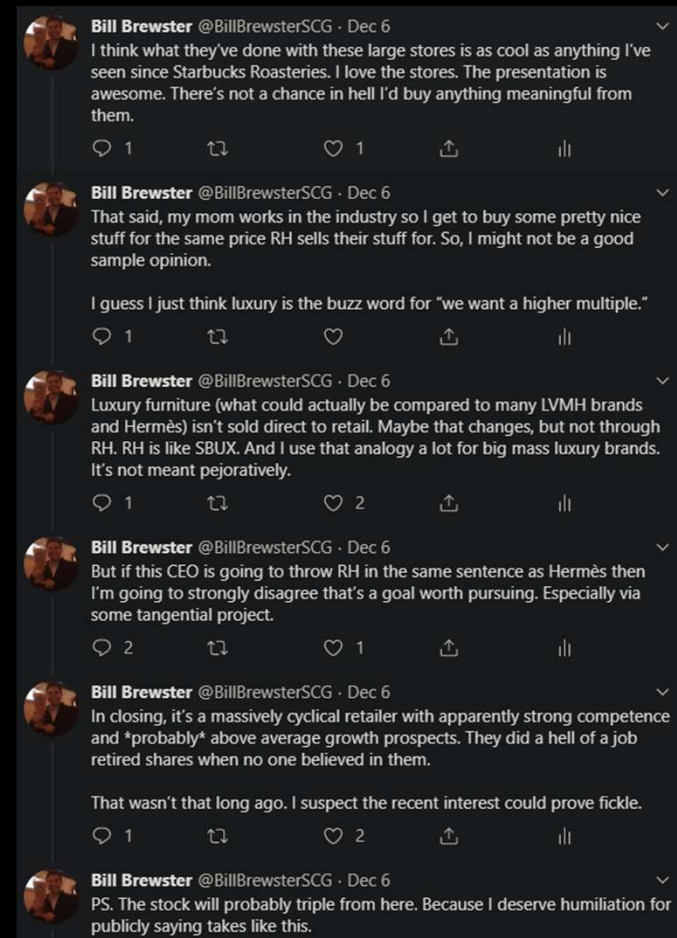 Bill Brewster @BillBrewsterSCG · Dec 6
I think what they've done with these large stores is as cool as anything I've
seen since Starbucks Roasteries. I love the stores. The presentation is
awesome. There's not a chance in hell I'd buy anything meaningful from
them.
1 1
Bill Brewster @BillBrewsterSCG · Dec 6
That said, my mom works in the industry so I get to buy some pretty nice
stuff for the same price RH sells their stuff for. So, I might not be a good
sample opinion.
I guess I just think luxury is the buzz word for “we want a higher multiple.”
1
Bill Brewster @BillBrewsterSCG · Dec 6
Luxury furniture (what could actually be compared to many LVMH brands
and Hermès) isn't sold direct to retail. Maybe that changes, but not through
RH. RH is like SBUX. And I use that analogy a lot for big mass luxury brands.
It's not meant pejoratively.
1 2
Bill Brewster @BillBrewsterSCG · Dec 6
But if this CEO is going to throw RH in the same sentence as Hermès then
I'm going to strongly disagree that's a goal worth pursuing. Especially via
some tangential project.
2 1
Bill Brewster @BillBrewsterSCG · Dec 6
In closing, it's a massively cyclical retailer with apparently strong competence
and *probably* above average growth prospects. They did a hell of a job
retired shares when no one believed in them.
That wasn't that long ago. I suspect the recent interest could prove fickle.
1 2
Bill Brewster @BillBrewsterSCG · Dec 6
PS. The stock will probably triple from here. Because I deserve humiliation for
publicly saying takes like this.